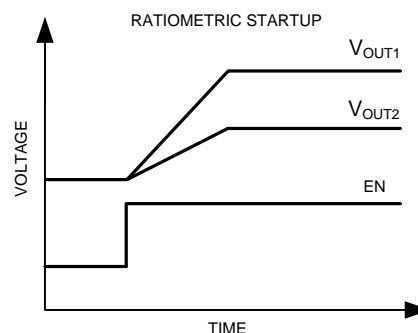 RATIOMETRIC STARTUP
VOUT1
VOUT2
EN
VOLTAGE
TIME